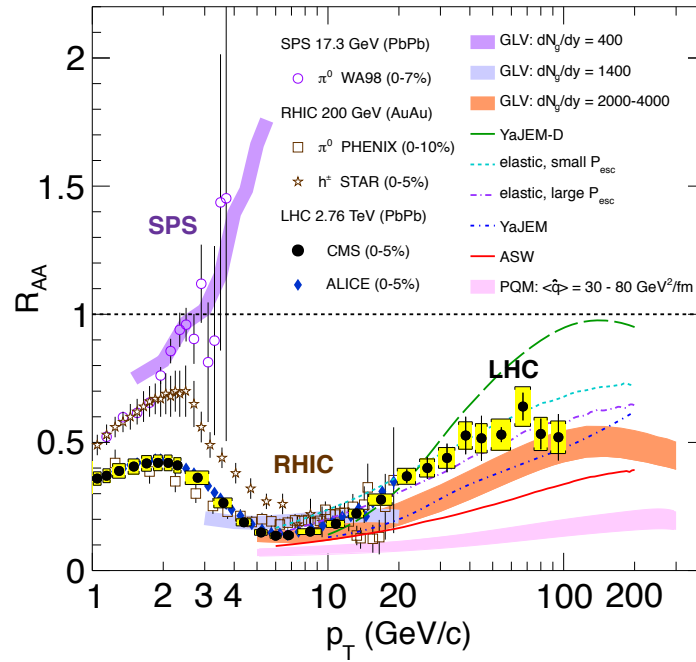 R_AA
2
1.5
1
0.5
0
SPS 17.3 GeV (PbPb)
π⁰ WA98 (0-7%)
RHIC 200 GeV (AuAu)
π⁰ PHENIX (0-10%)
h± STAR (0-5%)
LHC 2.76 TeV (PbPb)
CMS (0-5%)
ALICE (0-5%)
GLV: dN_g/dy = 400
GLV: dN_g/dy = 1400
GLV: dN_g/dy = 2000-4000
YaJEM-D
elastic, small P_esc
elastic, large P_esc
YaJEM
ASW
PQM: <q̂> = 30 - 80 GeV²/fm
SPS
LHC
RHIC
1 2 3 4 10 20 100 200
p_T (GeV/c)